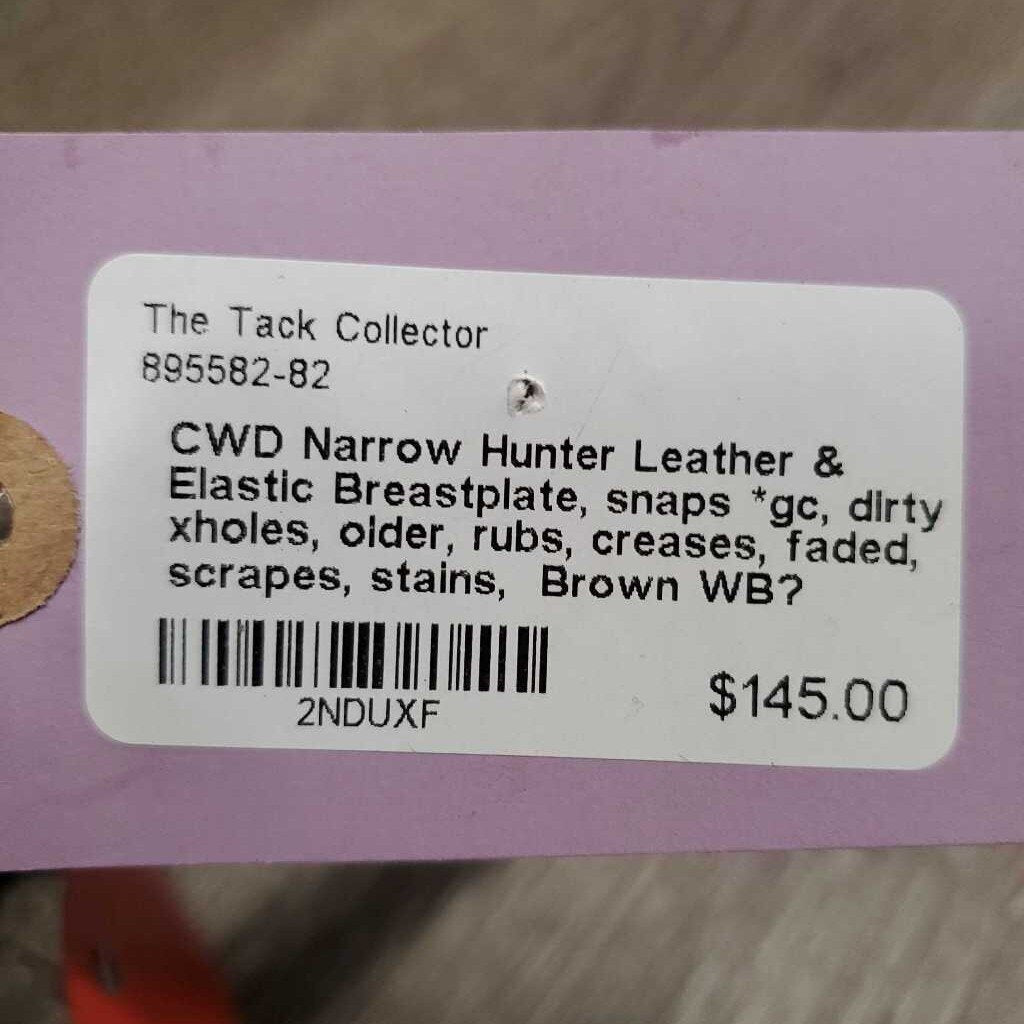 The Tack Collector
895582-82
CWD Narrow Hunter Leather &
Elastic Breastplate, snaps *gc, dirty
xholes, older, rubs, creases, faded,
scrapes, stains, Brown WB?
2NDUXF
$145.00